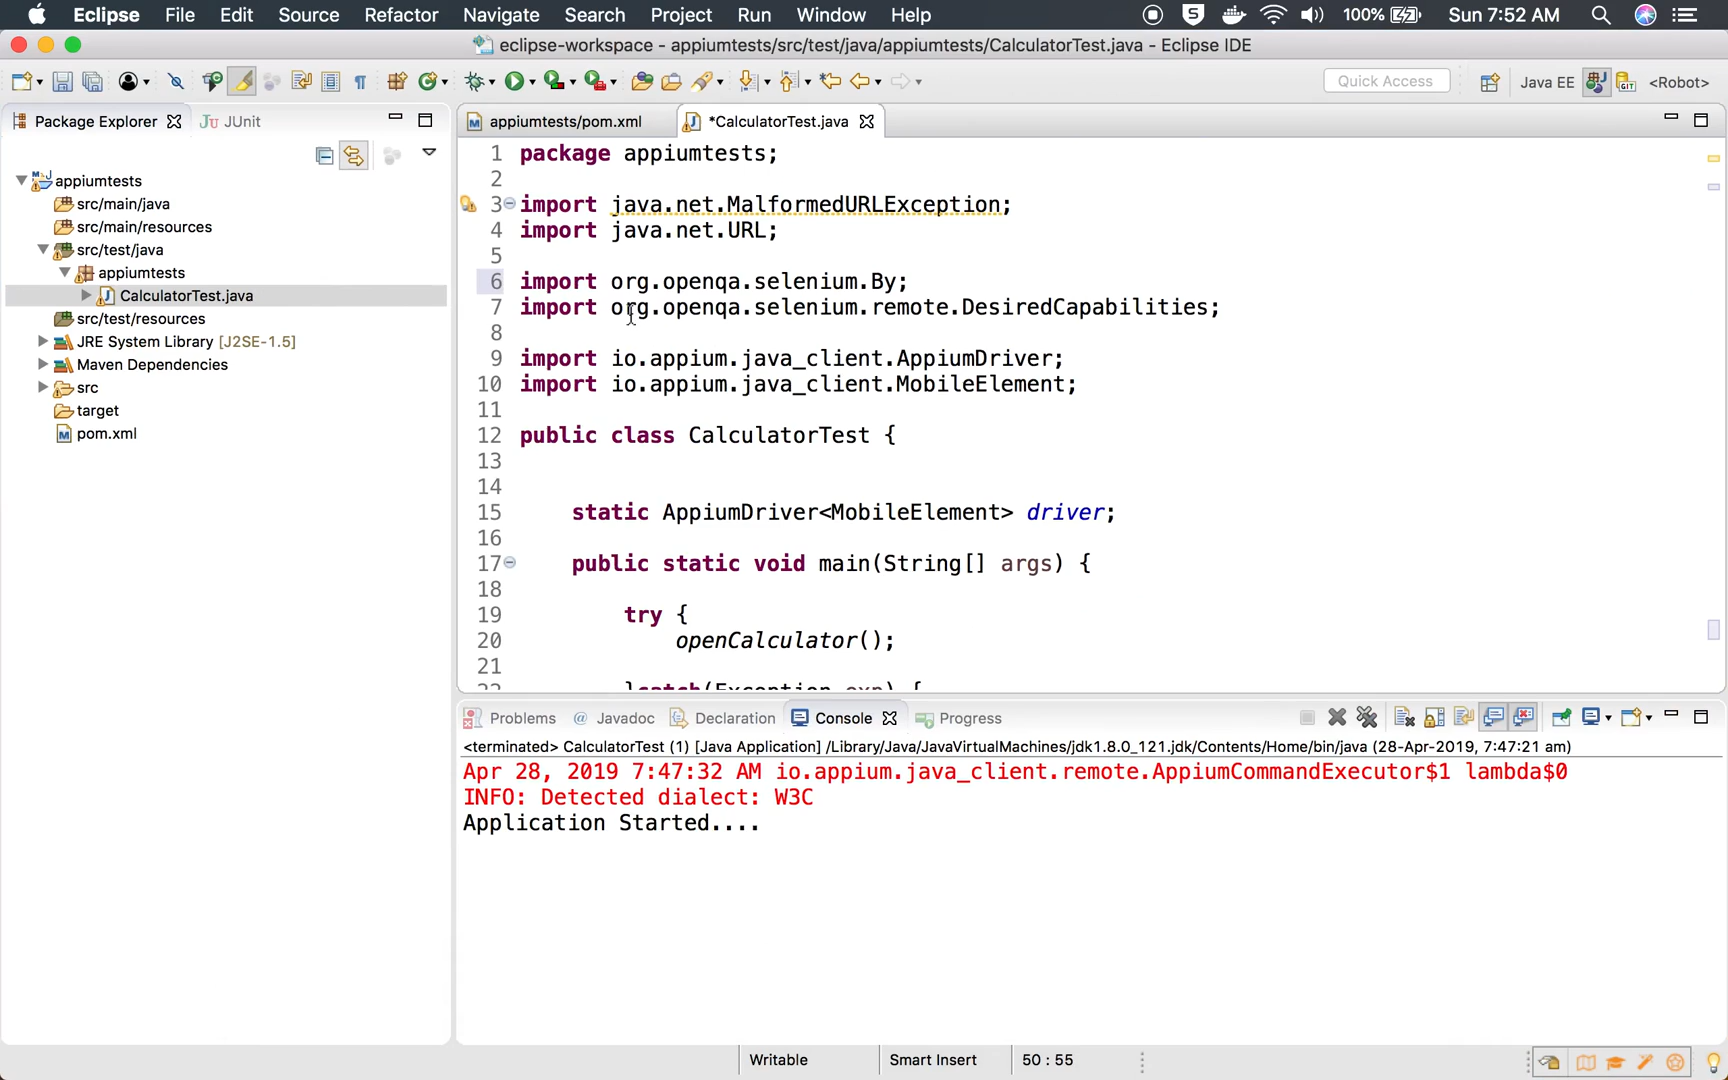 Eclipse File Edit Source Refactor Navigate Search Project Run Window Help 100% Sun 7:52 AM
eclipse-workspace - appiumtests/src/test/java/appiumtests/CalculatorTest.java - Eclipse IDE
Quick Access Java EE <Robot>
Package Explorer JUnit
appiumtests
src/main/java
src/main/resources
src/test/java
appiumtests
CalculatorTest.java
src/test/resources
JRE System Library [J2SE-1.5]
Maven Dependencies
src
target
pom.xml
appiumtests/pom.xml *CalculatorTest.java
1 package appiumtests;
2
3 import java.net.MalformedURLException;
4 import java.net.URL;
5
6 import org.openqa.selenium.By;
7 import org.openqa.selenium.remote.DesiredCapabilities;
8
9 import io.appium.java_client.AppiumDriver;
10 import io.appium.java_client.MobileElement;
11
12 public class CalculatorTest {
13
14
15 static AppiumDriver<MobileElement> driver;
16
17 public static void main(String[] args) {
18
19 try {
20 openCalculator();
21
22 }catch(Exception exp) {
Problems Javadoc Declaration Console Progress
<terminated> CalculatorTest (1) [Java Application] /Library/Java/JavaVirtualMachines/jdk1.8.0_121.jdk/Contents/Home/bin/java (28-Apr-2019, 7:47:21 am)
Apr 28, 2019 7:47:32 AM io.appium.java_client.remote.AppiumCommandExecutor$1 lambda$0
INFO: Detected dialect: W3C
Application Started....
Writable Smart Insert 50 : 55